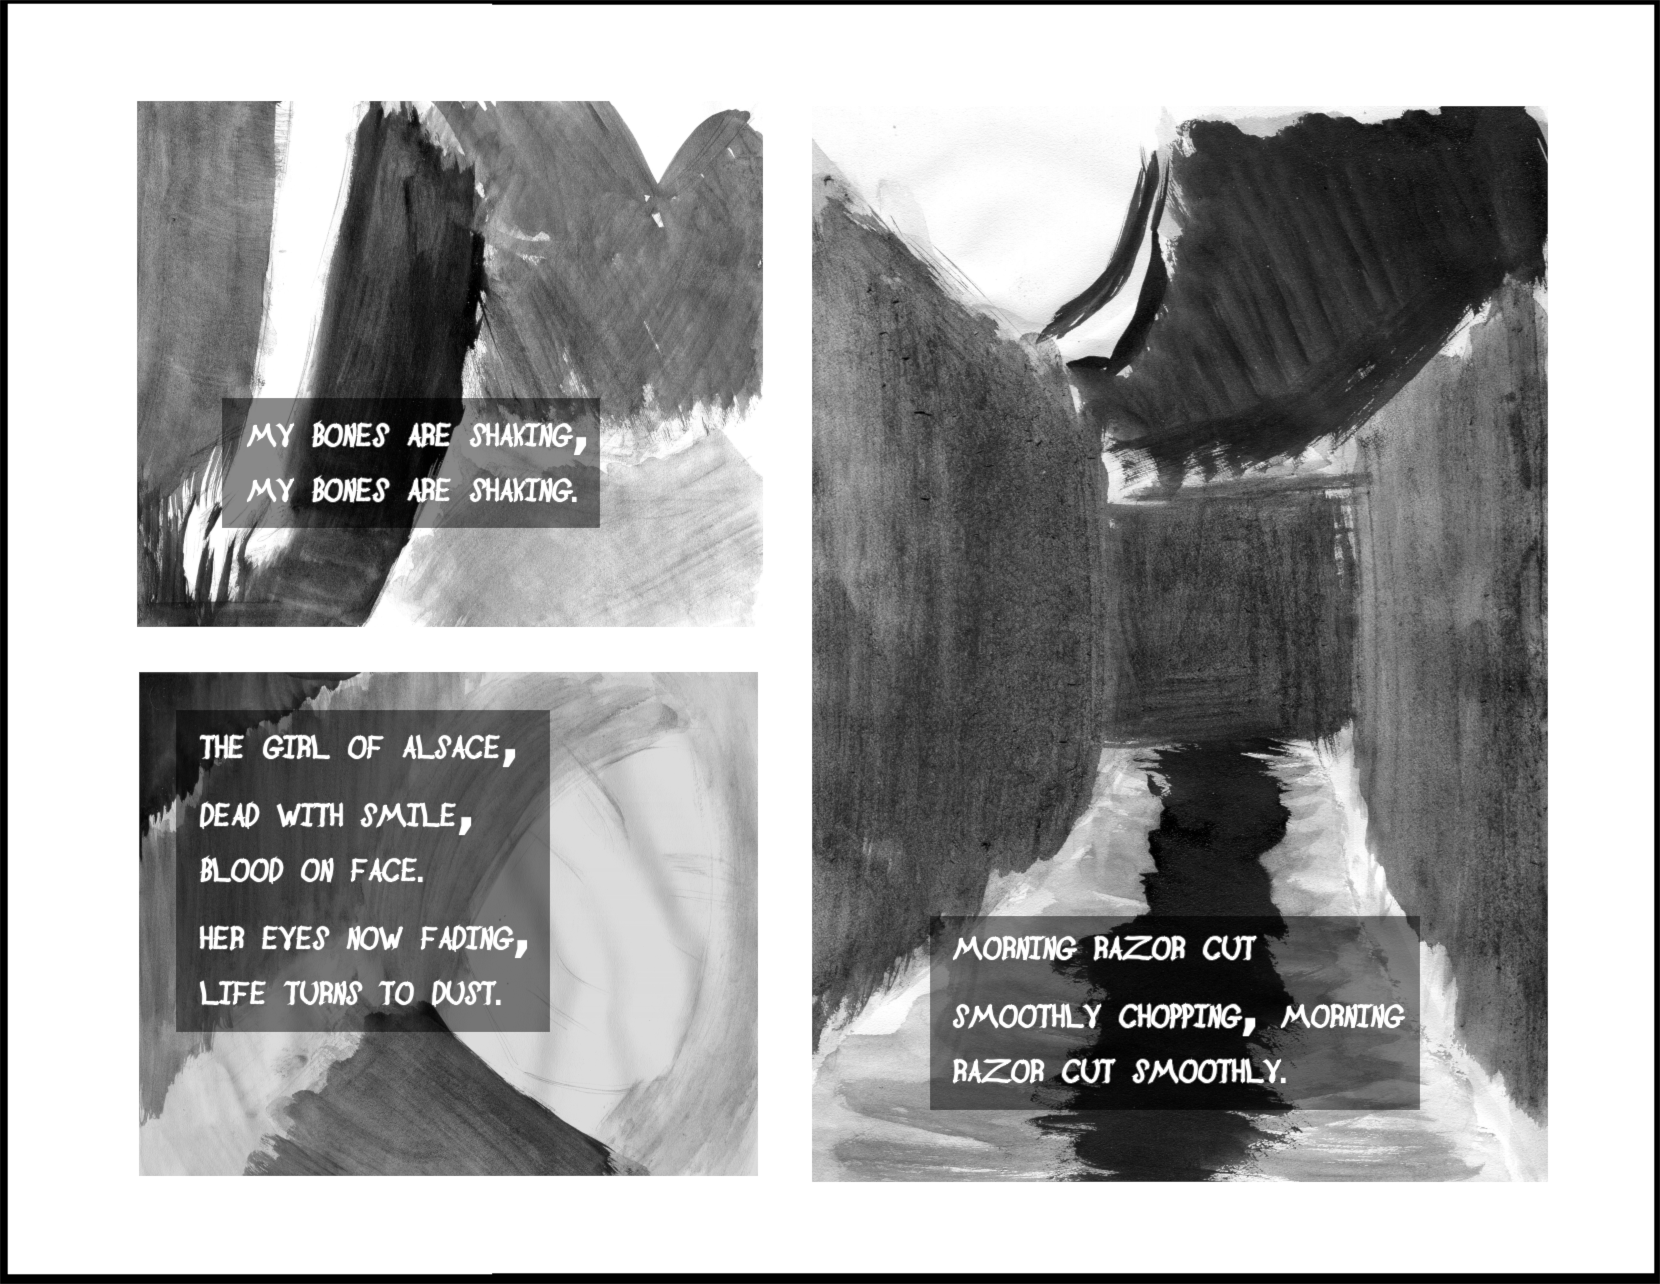 MY BONES ARE SHAKING,
MY BONES ARE SHAKING.
THE GIRL OF ALSACE,
DEAD WITH SMILE,
BLOOD ON FACE.
HER EYES NOW FADING,
LIFE TURNS TO DUST.
MORNING RAZOR CUT
SMOOTHLY CHOPPING, MORNING
RAZOR CUT SMOOTHLY.